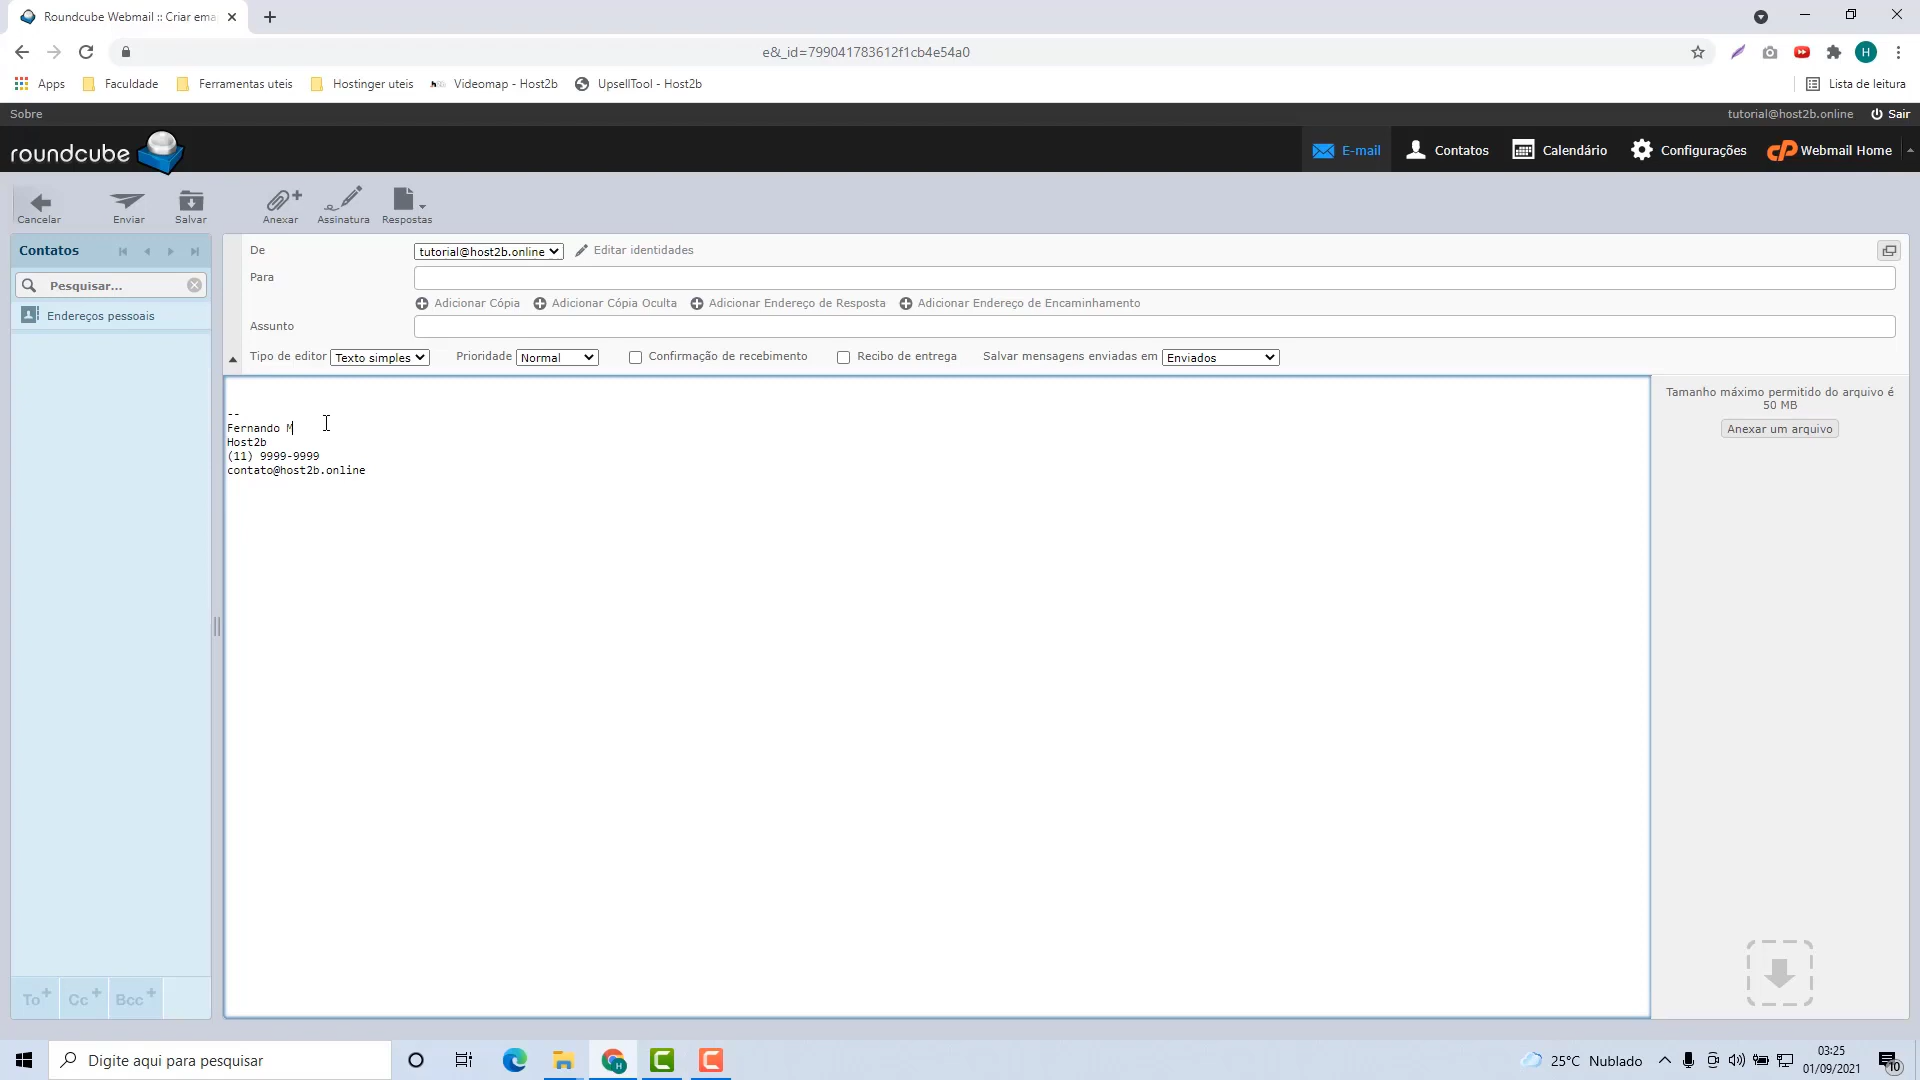 Roundcube Webmail :: Criar ema
e&_id=799041783612f1cb4e54a0
H
Apps
Faculdade
Ferramentas uteis
Hostinger uteis
Videomap - Host2b
UpsellTool - Host2b
Lista de leitura
Sobre
tutorial@host2b.online
Sair
roundcube
E-mail
Contatos
Calendário
Configurações
cP Webmail Home
Cancelar
Enviar
Salvar
Anexar
Assinatura
Respostas
Contatos
Pesquisar...
Endereços pessoais
De
tutorial@host2b.online
Editar identidades
Para
Adicionar Cópia
Adicionar Cópia Oculta
Adicionar Endereço de Resposta
Adicionar Endereço de Encaminhamento
Assunto
Tipo de editor
Texto simples
Prioridade
Normal
Confirmação de recebimento
Recibo de entrega
Salvar mensagens enviadas em
Enviados
--
Fernando M
Host2b
(11) 9999-9999
contato@host2b.online
Tamanho máximo permitido do arquivo é
50 MB
Anexar um arquivo
To+
Cc+
Bcc+
Digite aqui para pesquisar
25°C Nublado
03:25
01/09/2021
10